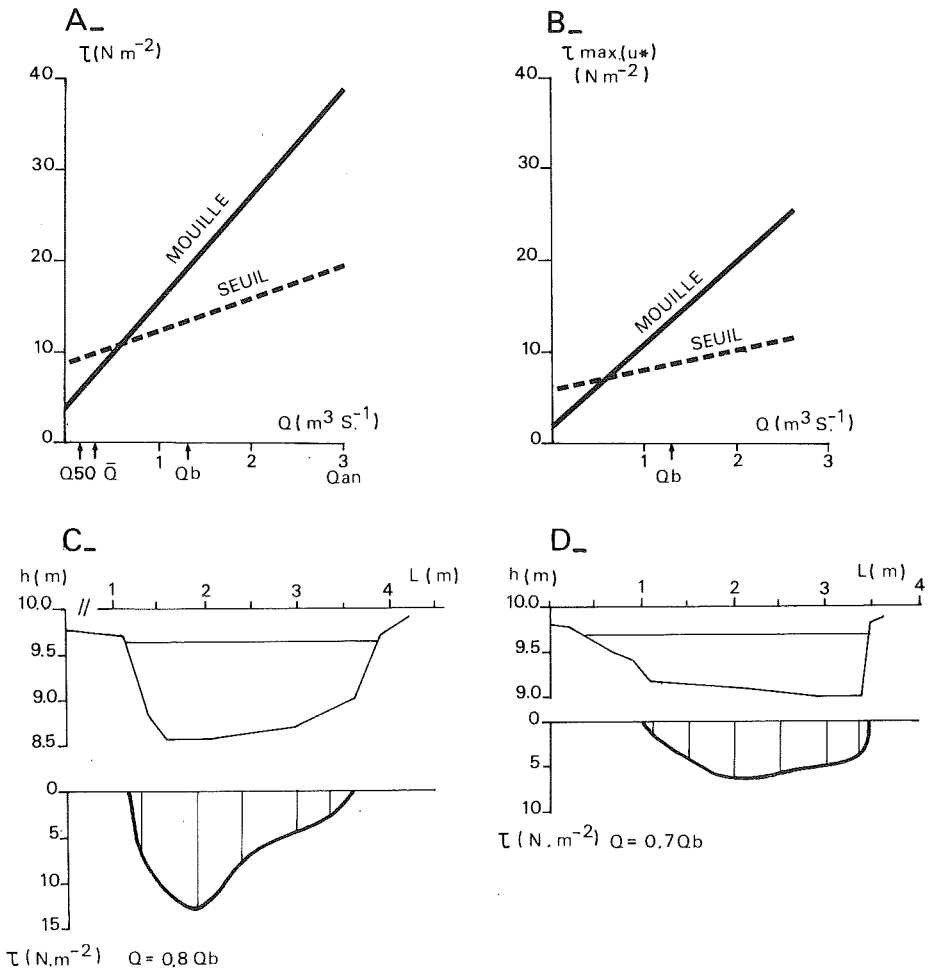 A_
τ (N m⁻²)
40
30
20
10
0
MOUILLE
SEUIL
Q (m³ S.⁻¹)
Q50 Q̄ 1 Qb 2 3
Qan
B_
τ max.(u*)
(N m⁻²)
40
30
20
10
0
MOUILLE
SEUIL
Q (m³ S.⁻¹)
1 2 3
Qb
C_
h (m) 1 2 3 L (m)
10.0 //
9.5
9.0
8.5
0
5
10
15
τ (N.m⁻²) Q = 0,8 Qb
D_
h (m) 1 2 3 L (m) 4
10.0
9.5
9.0
0
5
10
τ (N.m⁻²) Q = 0,7 Qb